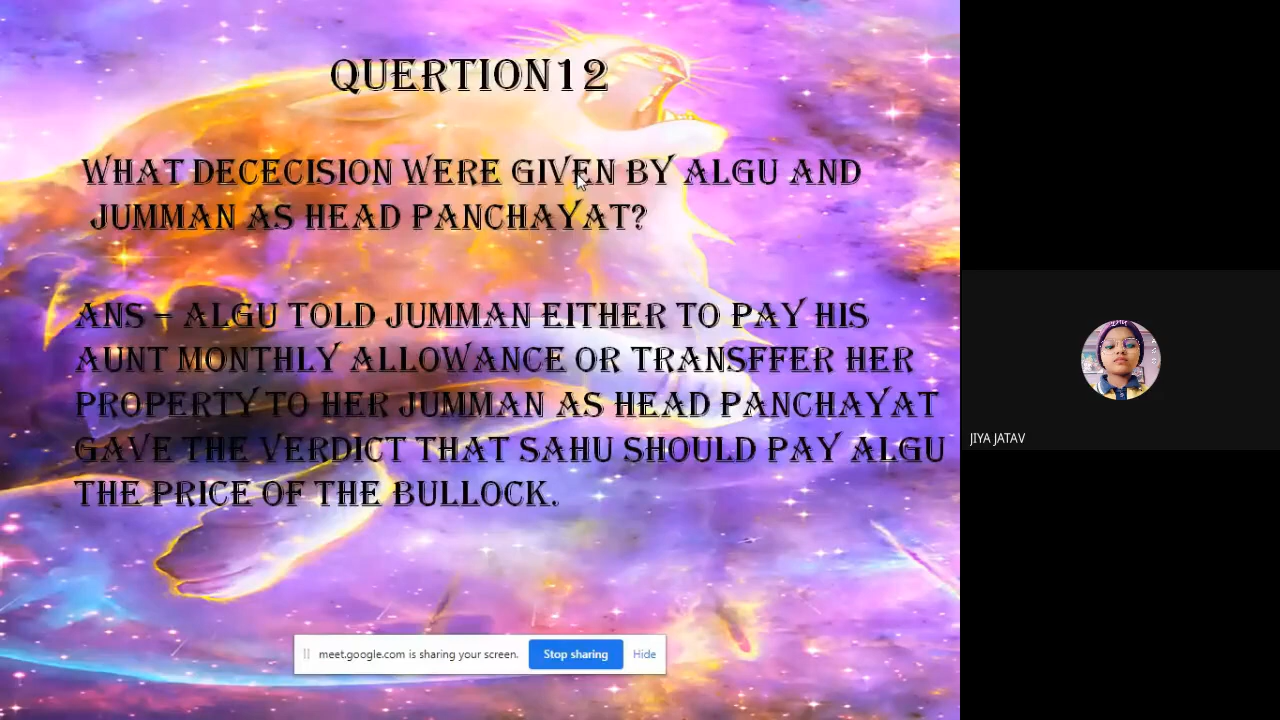 QUERTION12
WHAT DECECISION WERE GIVEN BY ALGU AND
JUMMAN AS HEAD PANCHAYAT?
ANS – ALGU TOLD JUMMAN EITHER TO PAY HIS
AUNT MONTHLY ALLOWANCE OR TRANSFFER HER
PROPERTY TO HER JUMMAN AS HEAD PANCHAYAT
GAVE THE VERDICT THAT SAHU SHOULD PAY ALGU
THE PRICE OF THE BULLOCK.
JIYA JATAV
meet.google.com is sharing your screen. Stop sharing Hide